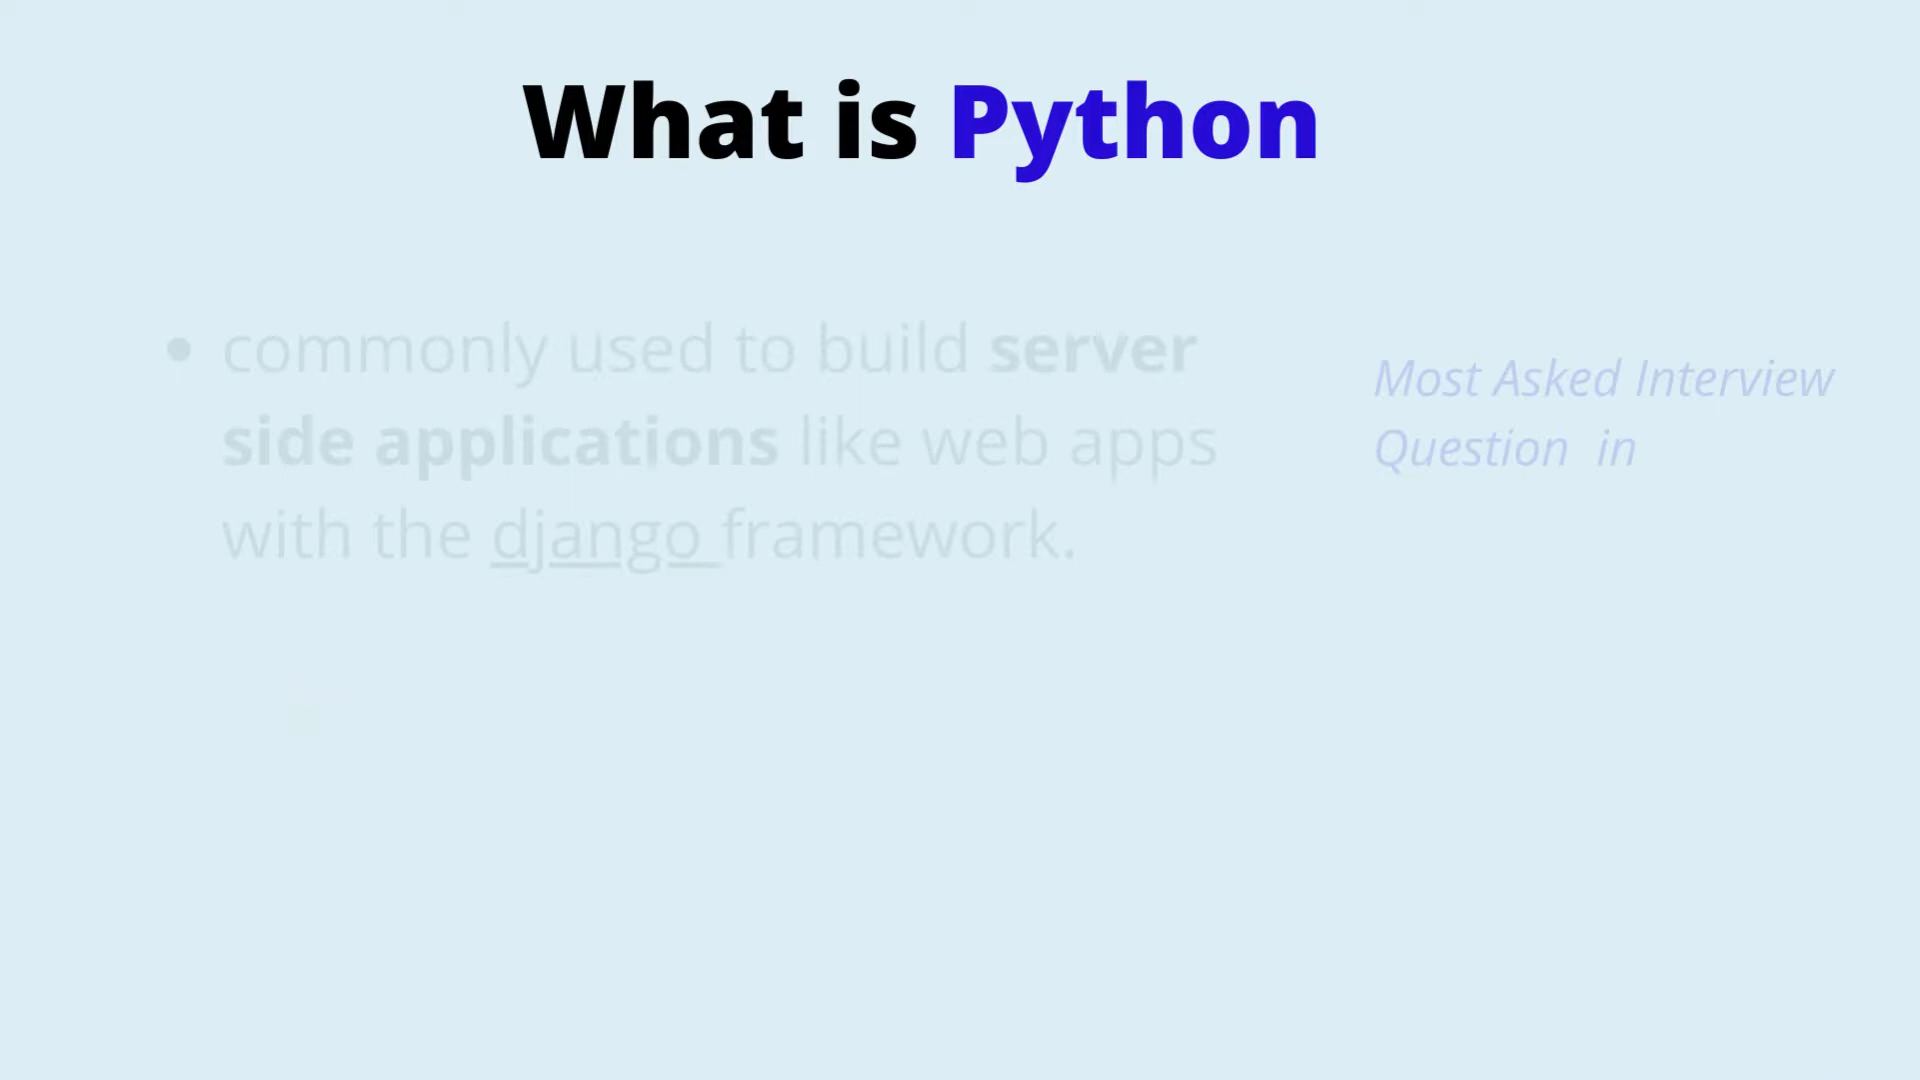 What is Python
• commonly used to build server
side applications like web apps
with the django framework.
Most Asked Interview
Question in